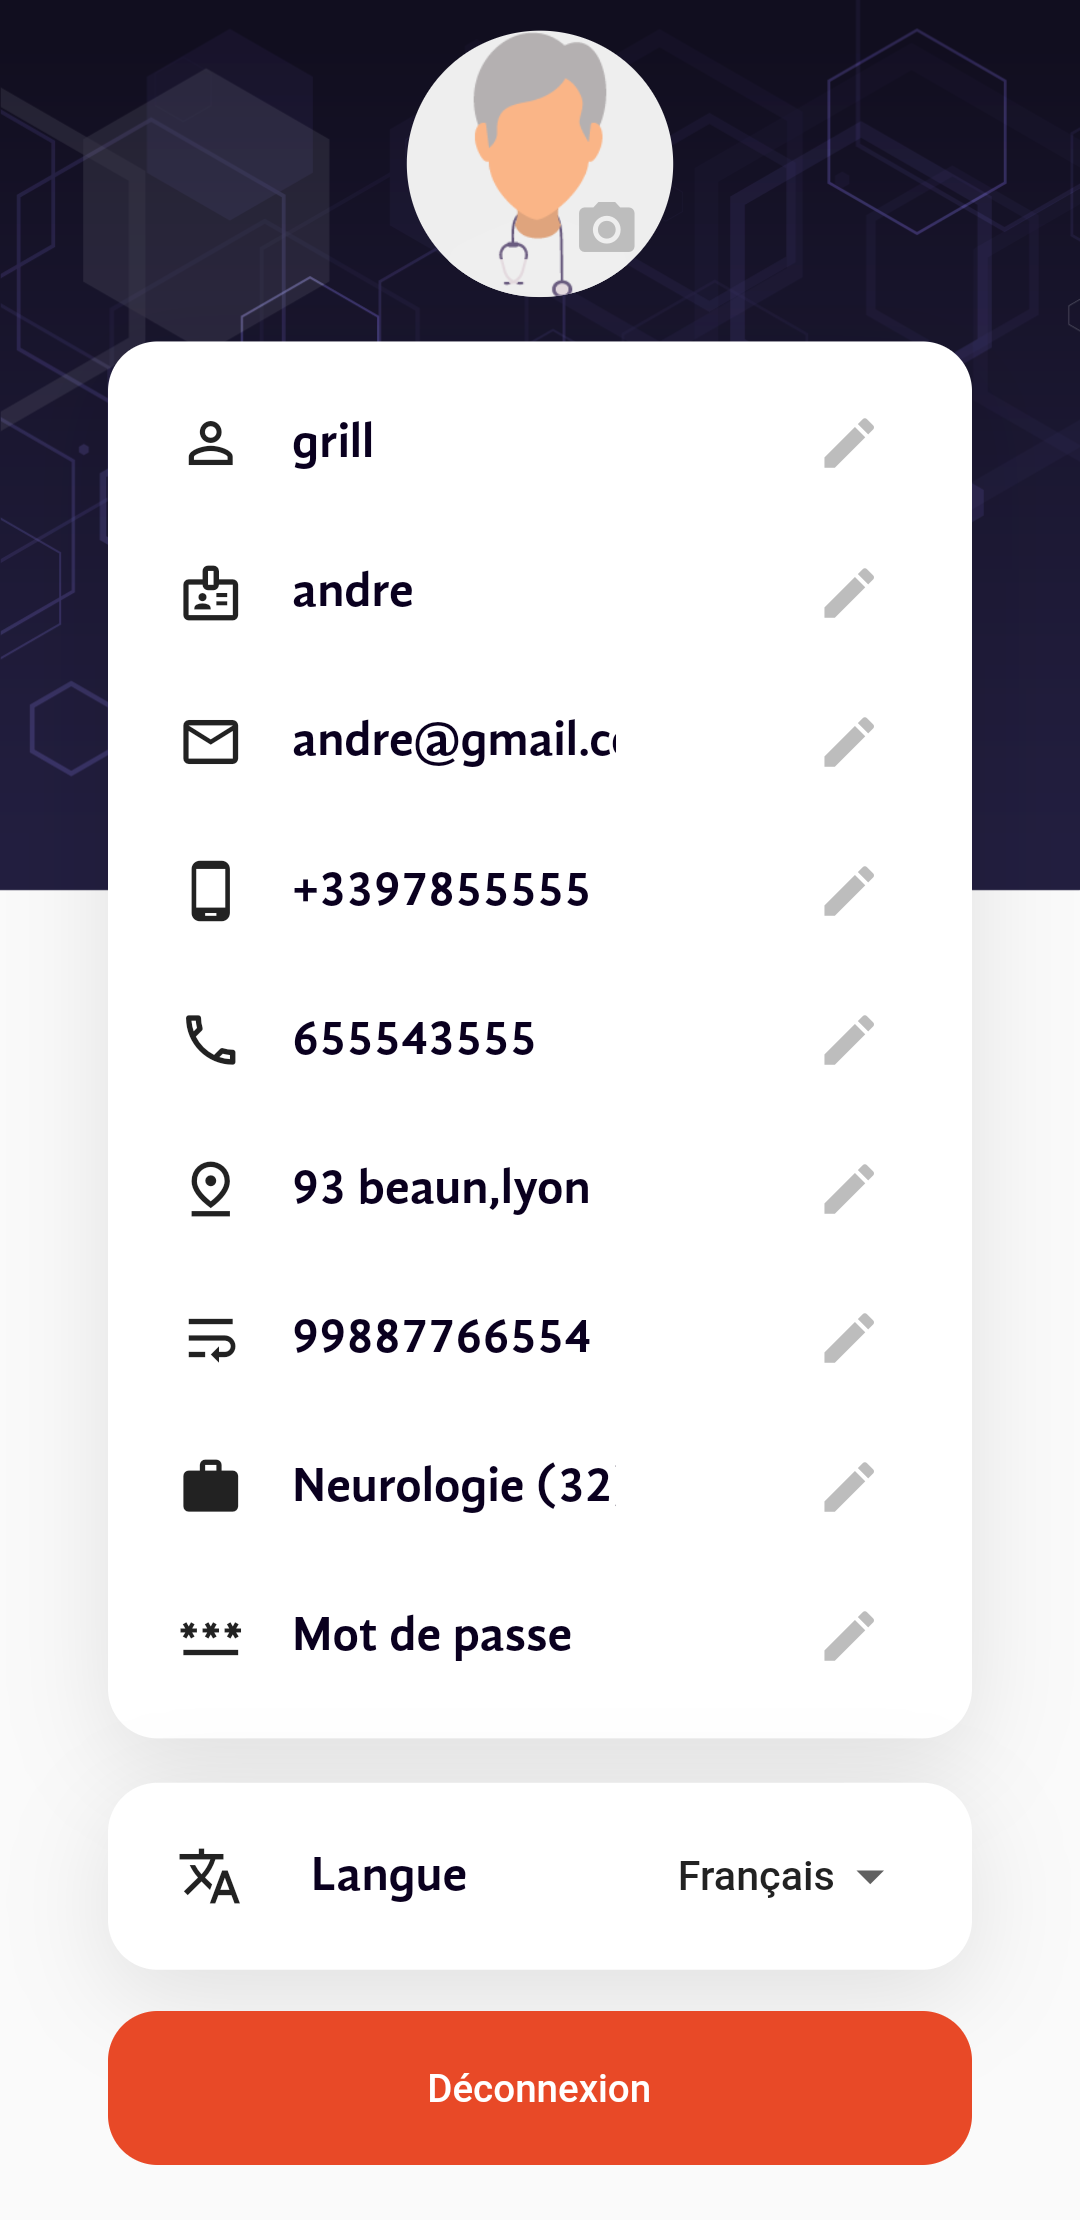 grill
andre
andre@gmail.c
+3397855555
655543555
93 beaun,lyon
99887766554
Neurologie (32
Mot de passe
Langue
Français
Déconnexion